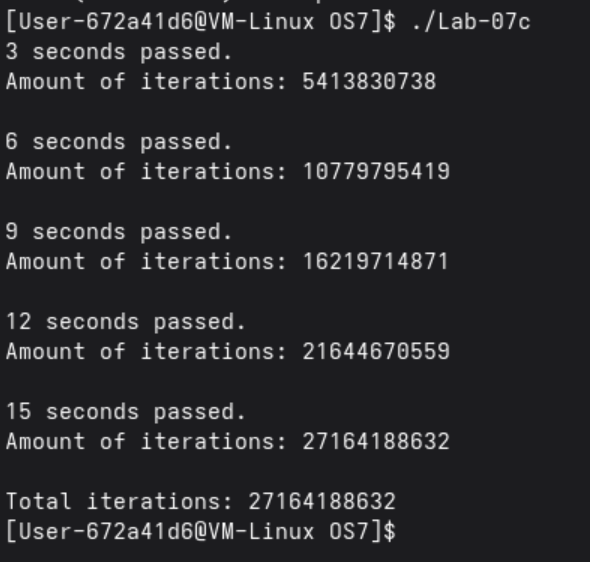 [User-672a41d6@VM-Linux OS7]$ ./Lab-07c
3 seconds passed.
Amount of iterations: 5413830738
6 seconds passed.
Amount of iterations: 10779795419
9 seconds passed.
Amount of iterations: 16219714871
12 seconds passed.
Amount of iterations: 21644670559
15 seconds passed.
Amount of iterations: 27164188632
Total iterations: 27164188632
[User-672a41d6@VM-Linux OS7]$